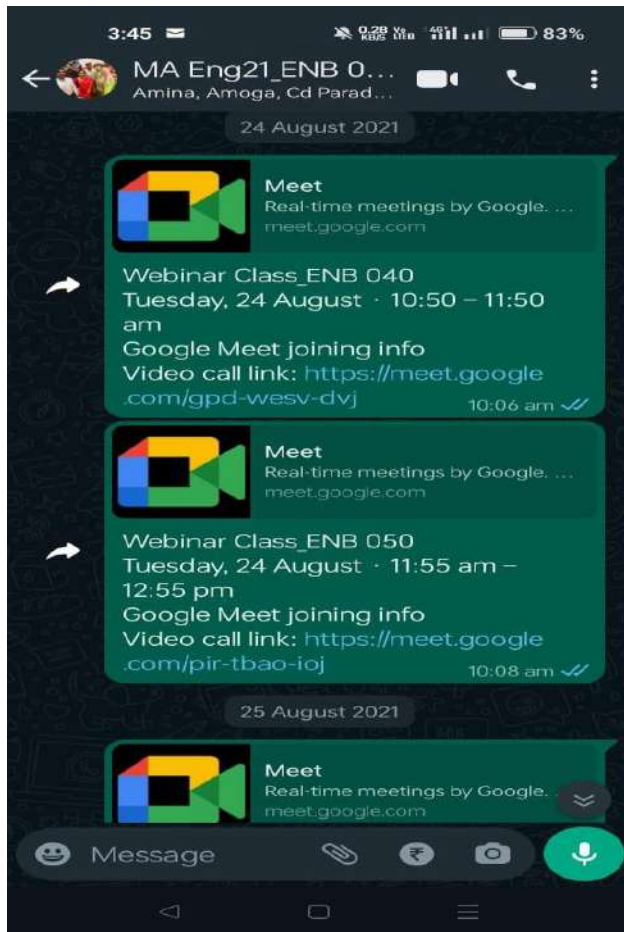 3:45 0.28 KB/S 4G 83%
MA Eng21_ENB 0...
Amina, Amoga, Cd Parad...
24 August 2021
Meet
Real-time meetings by Google. ...
meet.google.com
Webinar Class_ENB 040
Tuesday, 24 August · 10:50 – 11:50
am
Google Meet joining info
Video call link: https://meet.google
.com/gpd-wesv-dvj 10:06 am
Meet
Real-time meetings by Google. ...
meet.google.com
Webinar Class_ENB 050
Tuesday, 24 August · 11:55 am –
12:55 pm
Google Meet joining info
Video call link: https://meet.google
.com/pir-tbao-ioj 10:08 am
25 August 2021
Meet
Real-time meetings by Google. ..
meet.google.com
Message